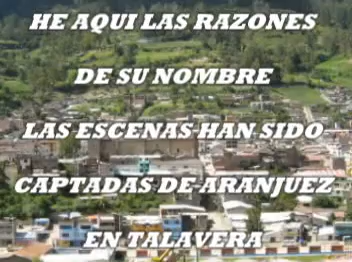 HE AQUI LAS RAZONES
DE SU NOMBRE
LAS ESCENAS HAN SIDO
CAPTADAS DE ARANJUEZ
EN TALAVERA